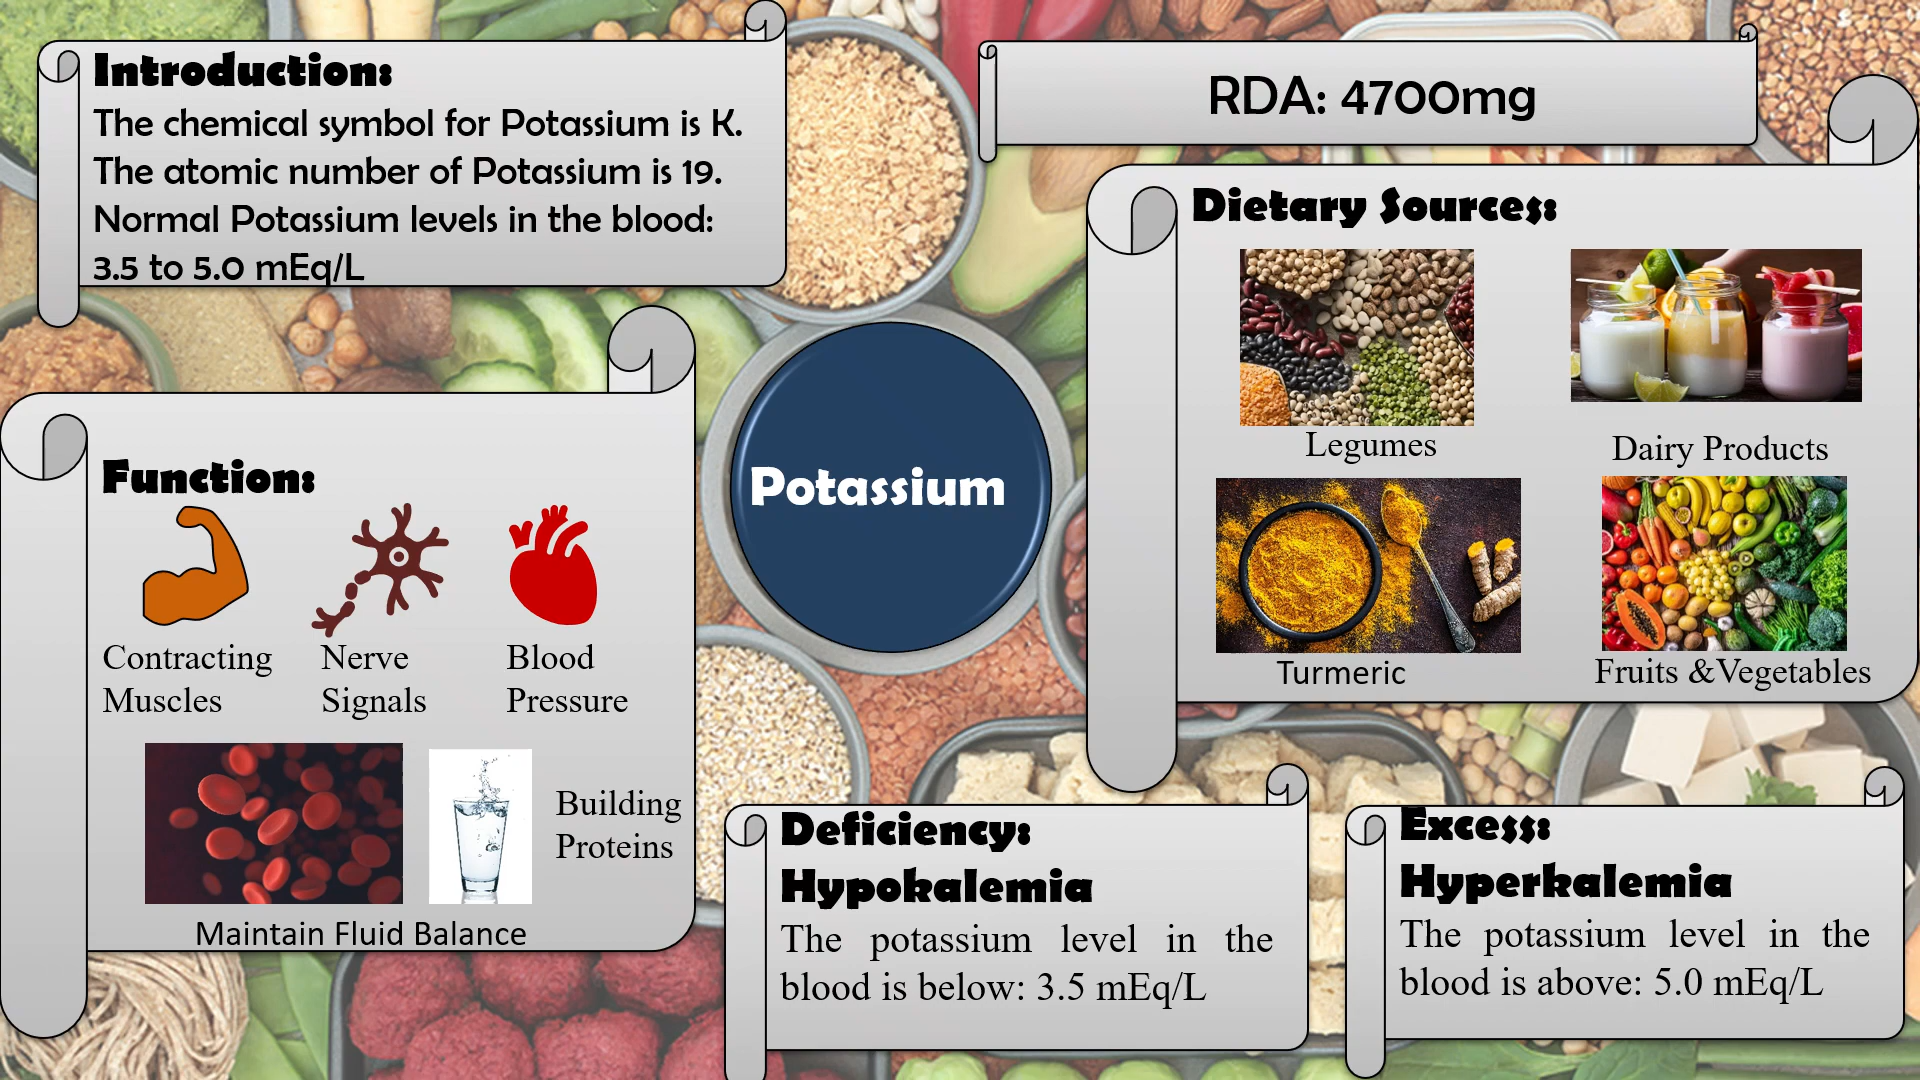 Introduction:
The chemical symbol for Potassium is K.
The atomic number of Potassium is 19.
Normal Potassium levels in the blood:
3.5 to 5.0 mEq/L
RDA: 4700mg
Dietary Sources:
Legumes
Dairy Products
Turmeric
Fruits &Vegetables
Potassium
Function:
Contracting
Muscles
Nerve
Signals
Blood
Pressure
Building
Proteins
Maintain Fluid Balance
Deficiency:
Hypokalemia
The potassium level in the
blood is below: 3.5 mEq/L
Excess:
Hyperkalemia
The potassium level in the
blood is above: 5.0 mEq/L